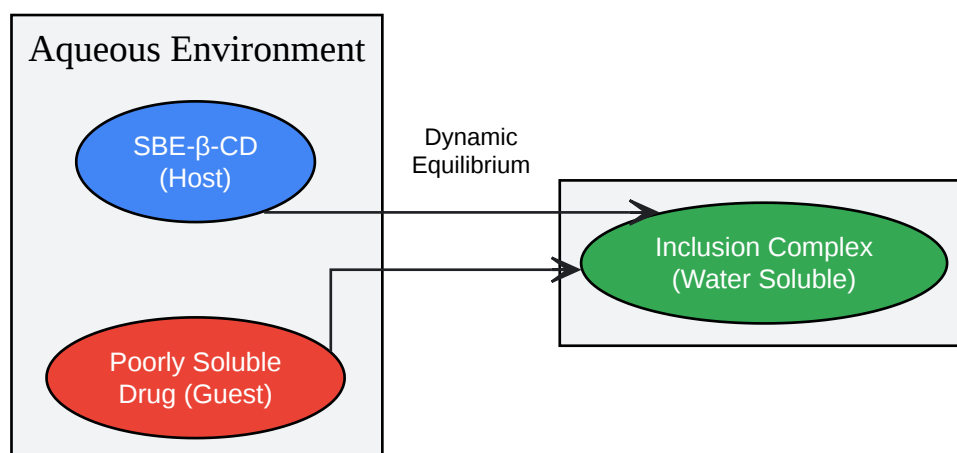 Aqueous Environment
SBE-β-CD
(Host)
Dynamic
Equilibrium
Inclusion Complex
(Water Soluble)
Poorly Soluble
Drug (Guest)